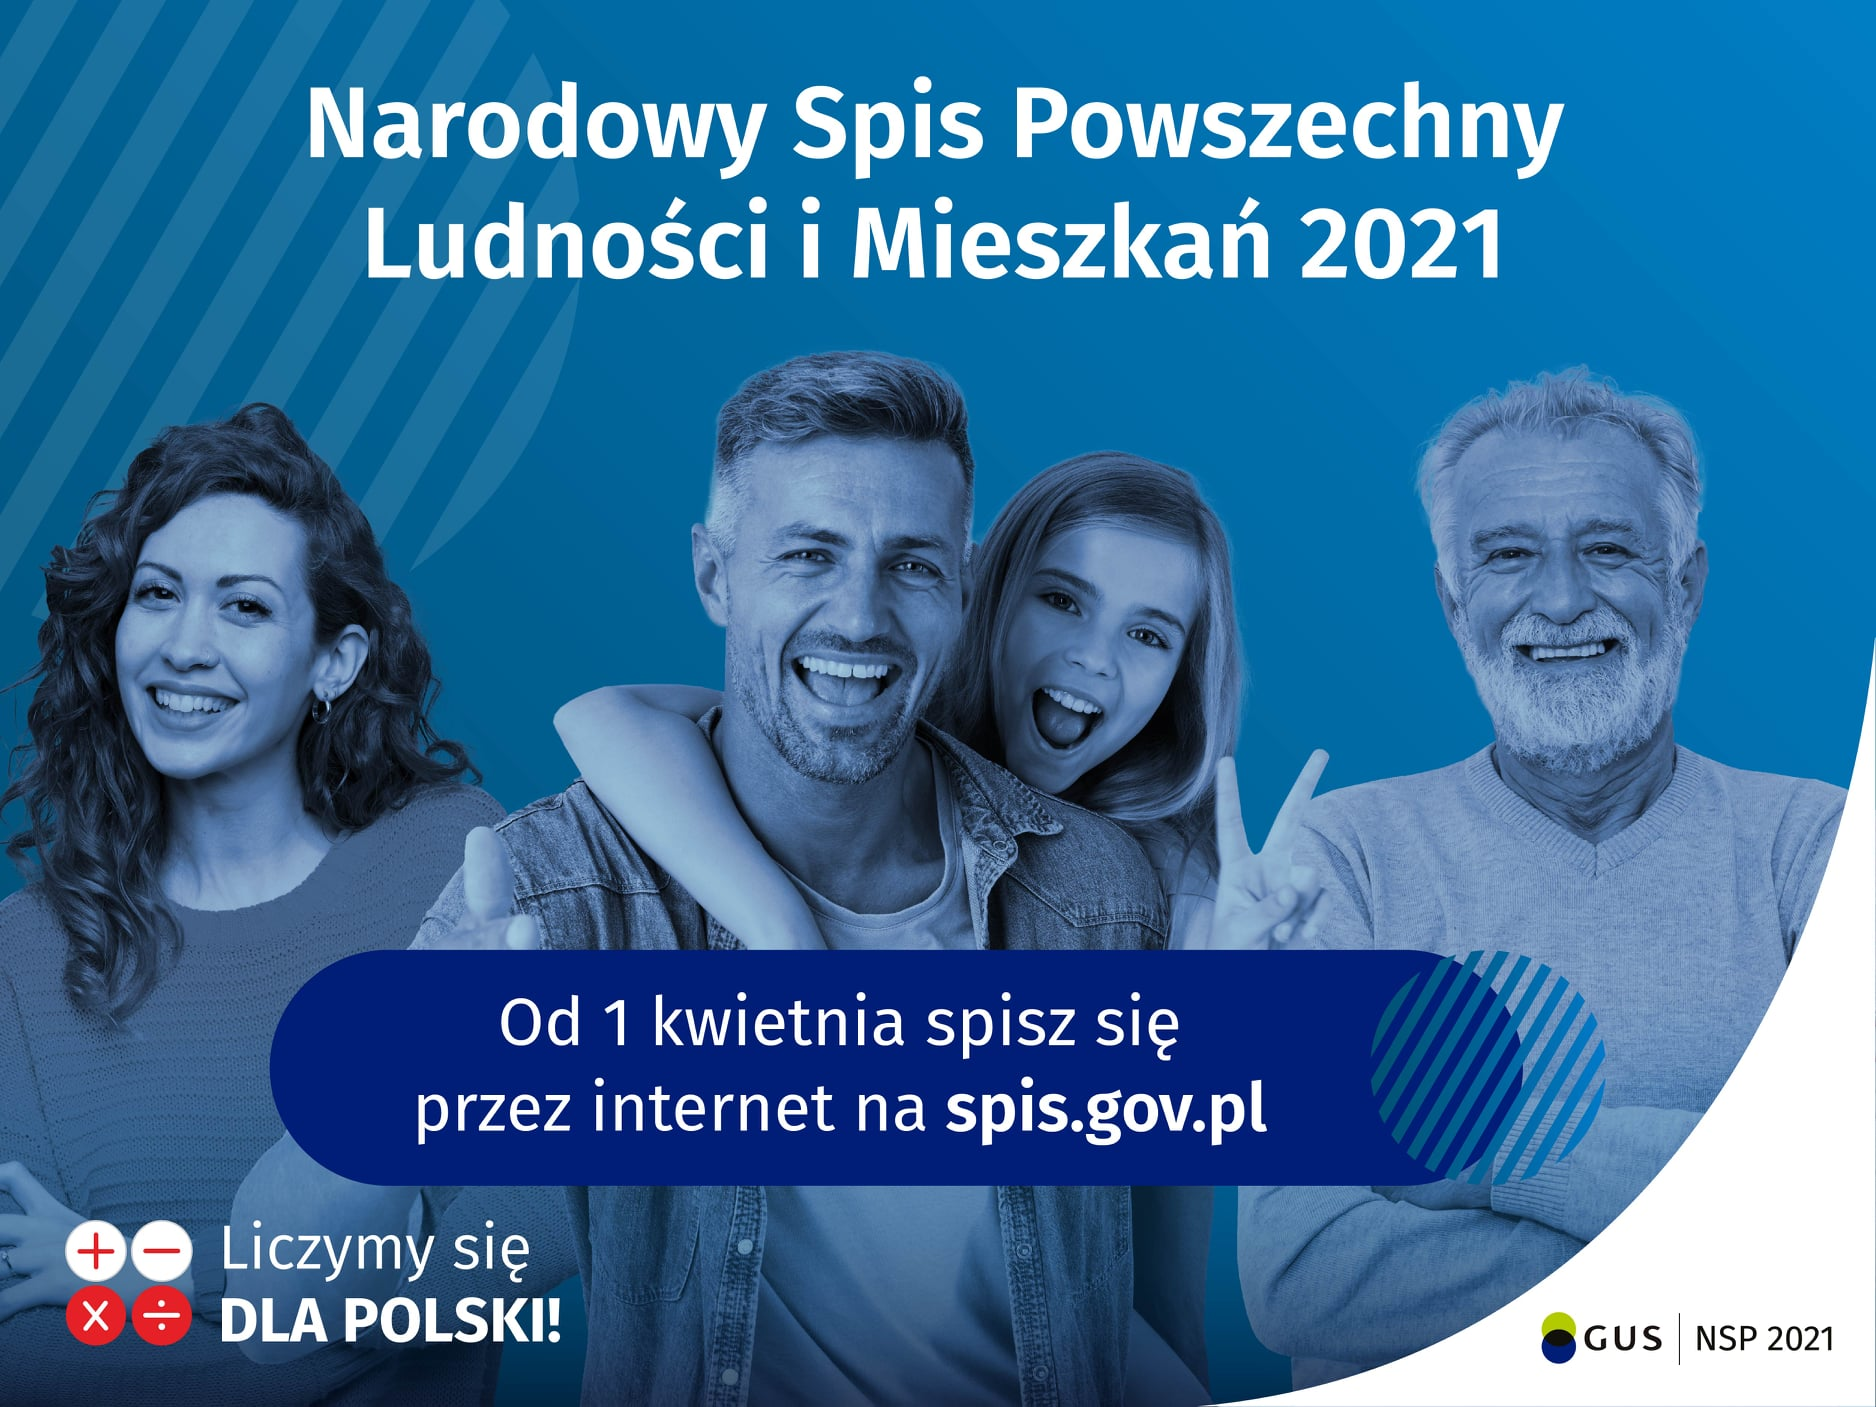 Narodowy Spis Powszechny
Ludności i Mieszkań 2021
Od 1 kwietnia spisz się
przez internet na spis.gov.pl
Liczymy się
DLA POLSKI!
GUS | NSP 2021